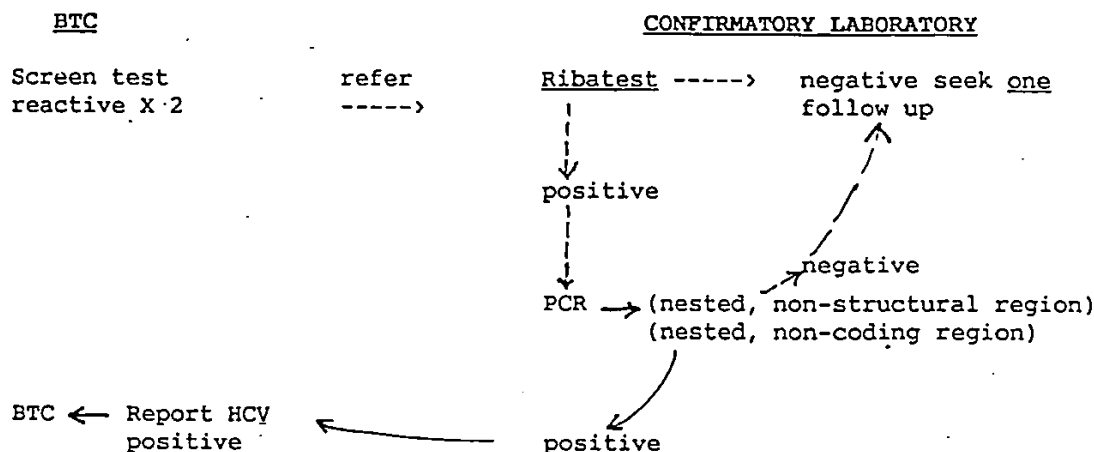 BTC CONFIRMATORY LABORATORY
Screen test refer Ribatest -----> negative seek one
reactive X 2 -----> follow up
positive
negative
PCR (nested, non-structural region)
(nested, non-coding region)
BTC Report HCV
positive positive